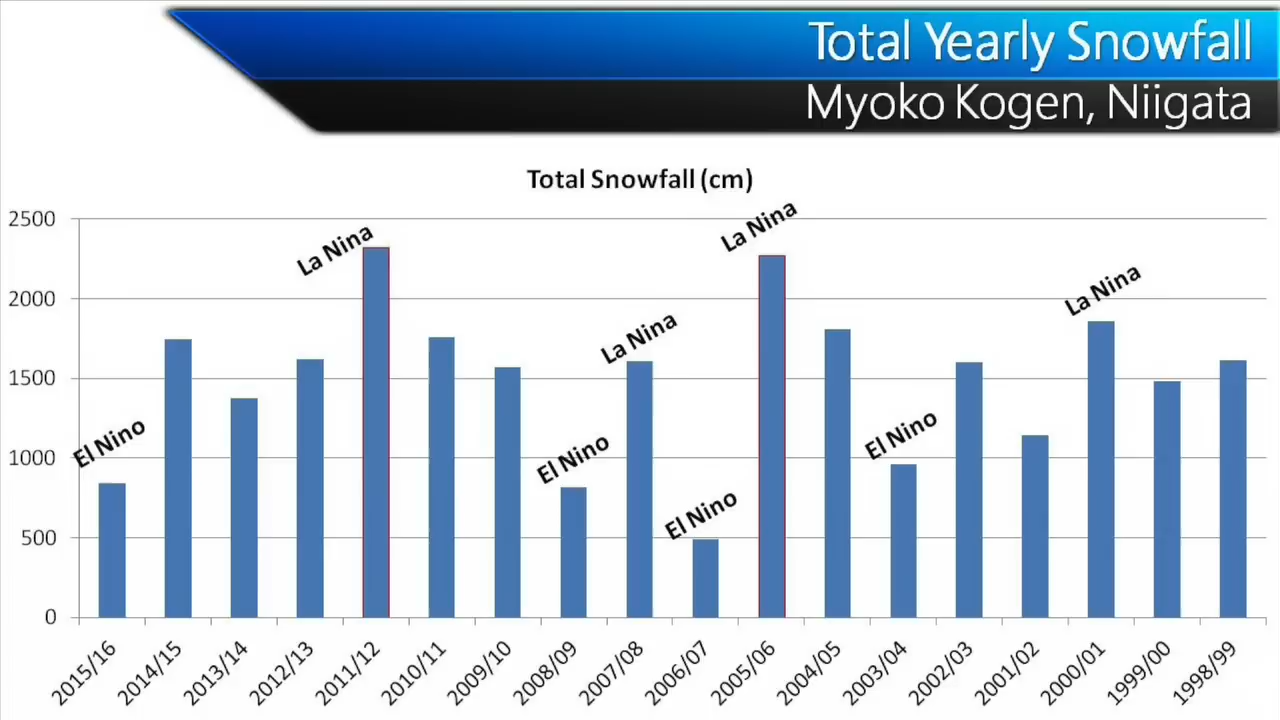 Total Yearly Snowfall
Myoko Kogen, Niigata
Total Snowfall (cm)
2500
2000
1500
1000
500
0
El Nino
La Nina
El Nino
La Nina
El Nino
La Nina
El Nino
La Nina
2015/16
2014/15
2013/14
2012/13
2011/12
2010/11
2009/10
2008/09
2007/08
2006/07
2005/06
2004/05
2003/04
2002/03
2001/02
2000/01
1999/00
1998/99